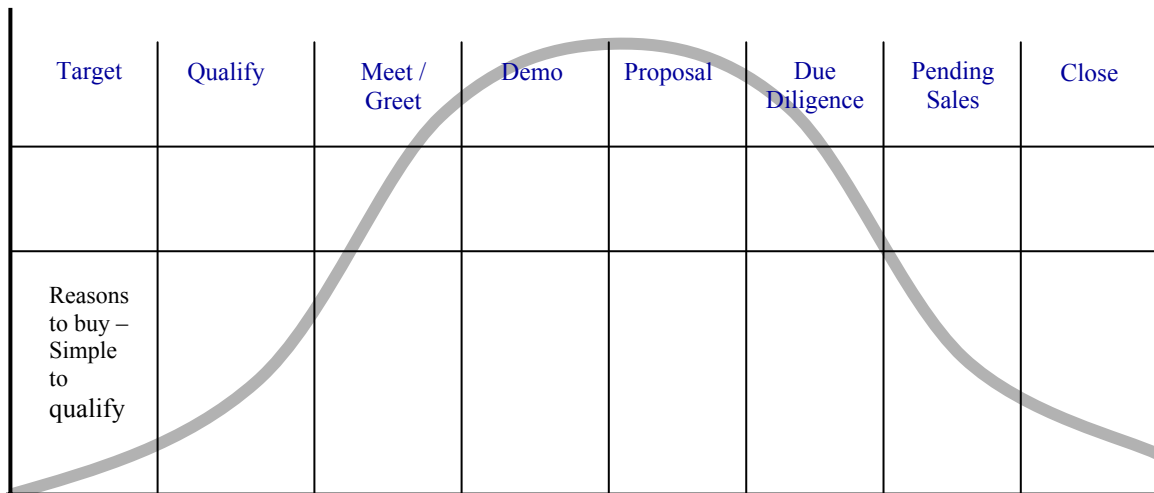 Target
Qualify
Meet /
Greet
Demo
Proposal
Due
Diligence
Pending
Sales
Close
Reasons
to buy –
Simple
to
qualify